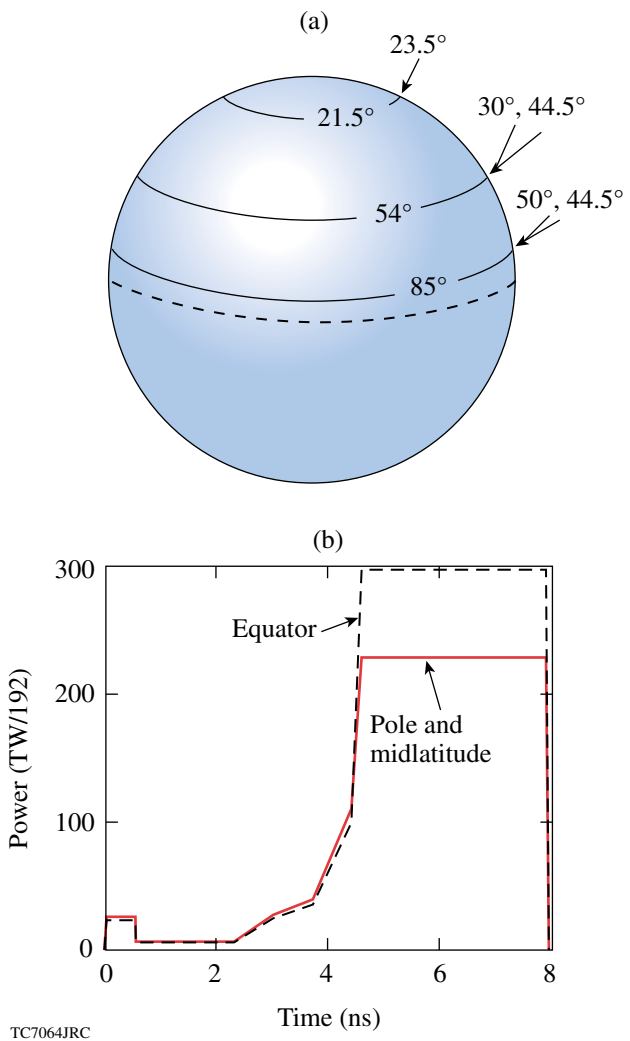 (a)
23.5°
21.5°
30°, 44.5°
54°
50°, 44.5°
85°
(b)
300
200
100
0
Power (TW/192)
Equator
Pole and
midlatitude
0 2 4 6 8
Time (ns)
TC7064JRC